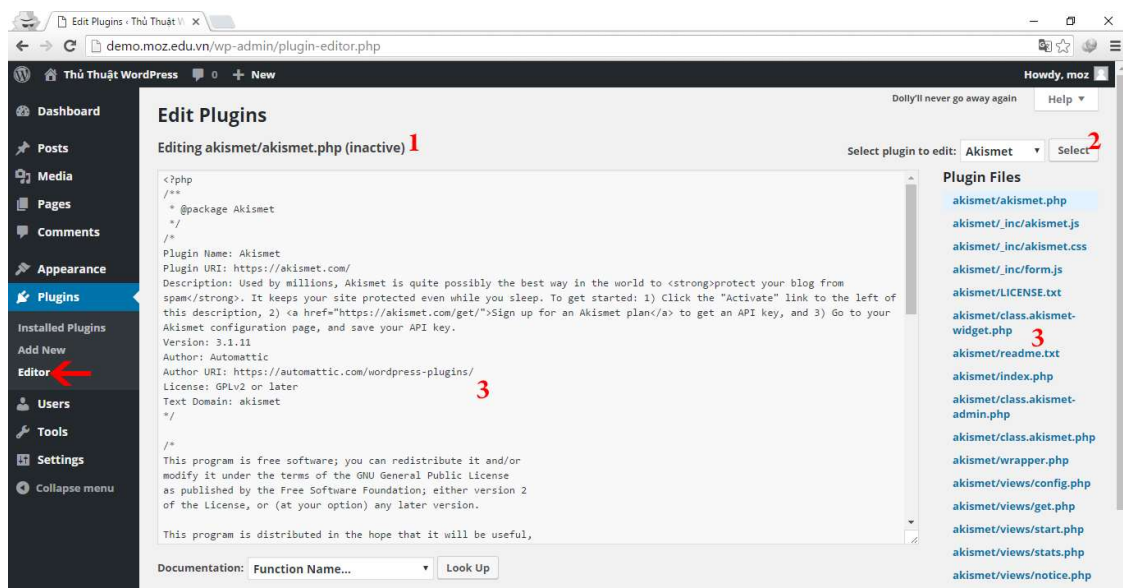 Edit Plugins ‹ Thủ Thuật W
demo.moz.edu.vn/wp-admin/plugin-editor.php
Thủ Thuật WordPress 0 + New Howdy, moz
Dashboard
Posts
Media
Pages
Comments
Appearance
Plugins
Installed Plugins
Add New
Editor
Users
Tools
Settings
Collapse menu
Dolly'll never go away again Help
Edit Plugins
Editing akismet/akismet.php (inactive) 1
Select plugin to edit: Akismet Select 2
<?php
/**
* @package Akismet
*/
/*
Plugin Name: Akismet
Plugin URI: https://akismet.com/
Description: Used by millions, Akismet is quite possibly the best way in the world to <strong>protect your blog from
spam</strong>. It keeps your site protected even while you sleep. To get started: 1) Click the "Activate" link to the left of
this description, 2) <a href="https://akismet.com/get/">Sign up for an Akismet plan</a> to get an API key, and 3) Go to your
Akismet configuration page, and save your API key.
Version: 3.1.11
Author: Automattic
Author URI: https://automattic.com/wordpress-plugins/
License: GPLv2 or later
Text Domain: akismet
*/
3
/*
This program is free software; you can redistribute it and/or
modify it under the terms of the GNU General Public License
as published by the Free Software Foundation; either version 2
of the License, or (at your option) any later version.
This program is distributed in the hope that it will be useful,
Documentation: Function Name... Look Up
Plugin Files
akismet/akismet.php
akismet/_inc/akismet.js
akismet/_inc/akismet.css
akismet/_inc/form.js
akismet/LICENSE.txt
akismet/class.akismet-
widget.php
3
akismet/readme.txt
akismet/index.php
akismet/class.akismet-
admin.php
akismet/class.akismet.php
akismet/wrapper.php
akismet/views/config.php
akismet/views/get.php
akismet/views/start.php
akismet/views/stats.php
akismet/views/notice.php